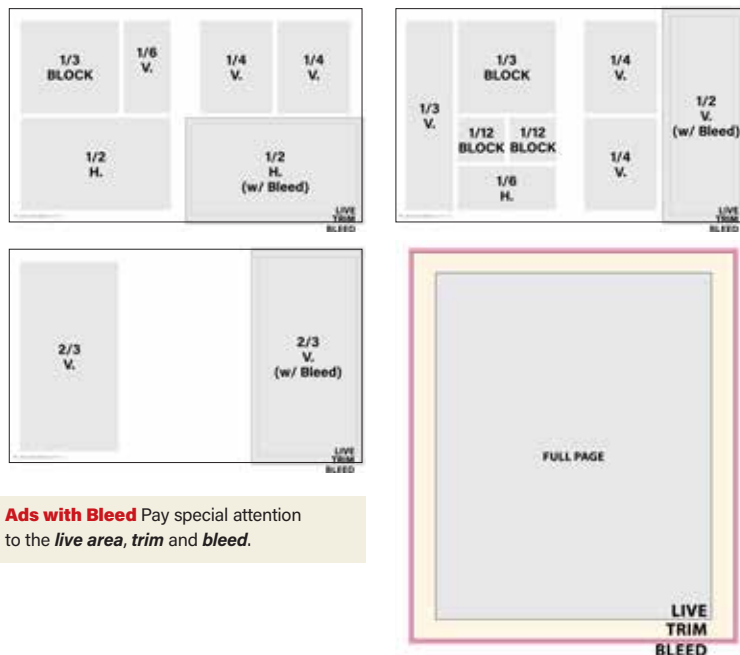 1/3
BLOCK
1/6
V.
1/4
V.
1/4
V.
1/2
H.
1/2
H.
(w/ Bleed)
LIVE
TRIM
BLEED
1/3
V.
1/3
BLOCK
1/12
BLOCK
1/12
BLOCK
1/6
H.
1/4
V.
1/4
V.
1/2
V.
(w/ Bleed)
LIVE
TRIM
BLEED
2/3
V.
2/3
V.
(w/ Bleed)
LIVE
TRIM
BLEED
FULL PAGE
LIVE
TRIM
BLEED
Ads with Bleed Pay special attention
to the live area, trim and bleed.